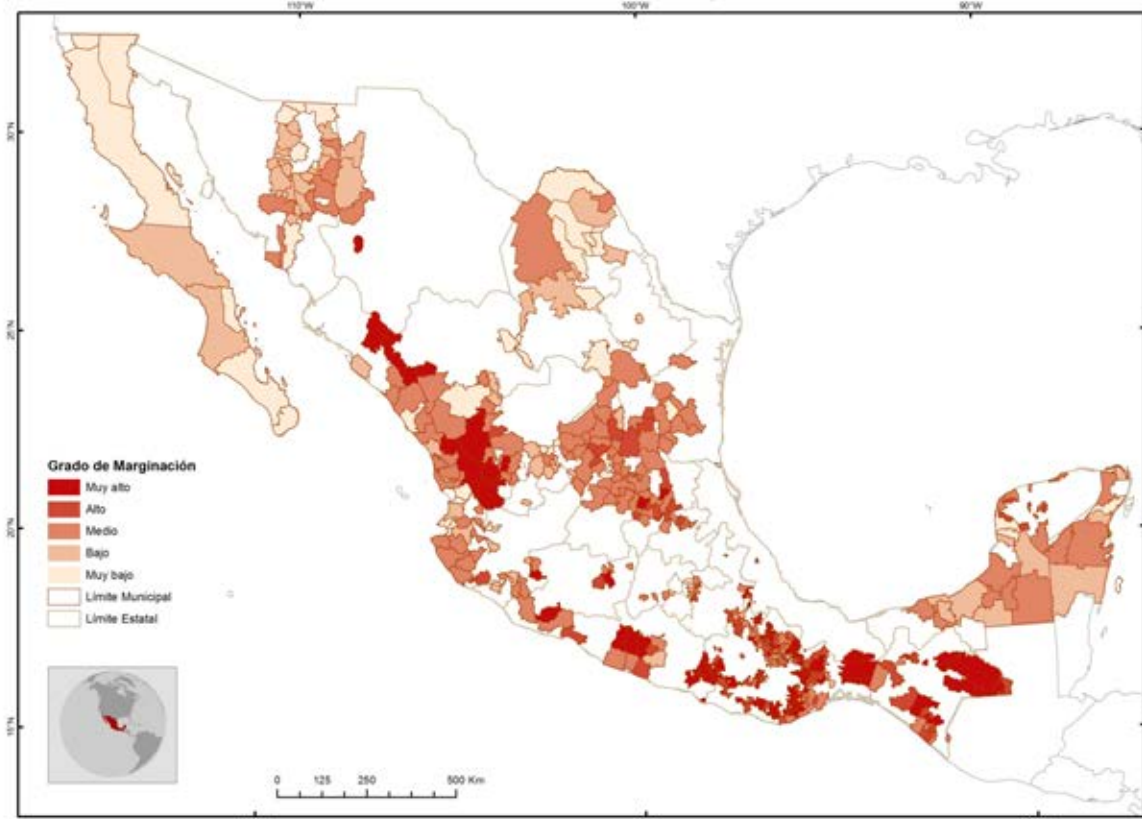 110°W 100°W 90°W
30°N
25°N
20°N
15°N
Grado de Marginación
Muy alto
Alto
Medio
Bajo
Muy bajo
Límite Municipal
Límite Estatal
0 125 250 500 Km